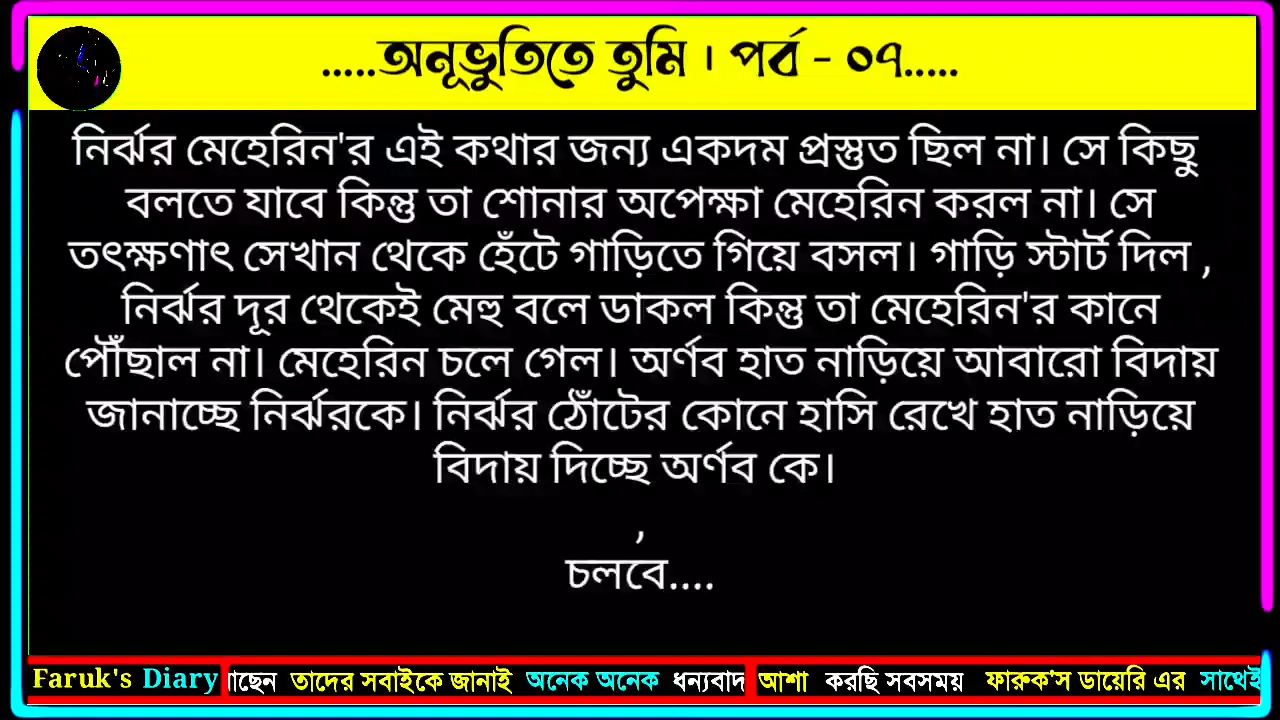 .....অনূভুতিতে তুমি । পর্ব - ০৭.....
নির্ঝর মেহেরিন'র এই কথার জন্য একদম প্রস্তুত ছিল না। সে কিছু
বলতে যাবে কিন্তু তা শোনার অপেক্ষা মেহেরিন করল না। সে
তৎক্ষণাৎ সেখান থেকে হেঁটে গাড়িতে গিয়ে বসল। গাড়ি স্টার্ট দিল ,
নির্ঝর দূর থেকেই মেহু বলে ডাকল কিন্তু তা মেহেরিন'র কানে
পৌঁছাল না। মেহেরিন চলে গেল। অর্ণব হাত নাড়িয়ে আবারো বিদায়
জানাচ্ছে নির্ঝরকে। নির্ঝর ঠোঁটের কোনে হাসি রেখে হাত নাড়িয়ে
বিদায় দিচ্ছে অর্ণব কে।
,
চলবে....
Faruk's Diary তাদের সবাইকে জানাই অনেক অনেক ধন্যবাদ আশা করছি সবসময় ফারুক'স ডায়েরি এর সাথেই